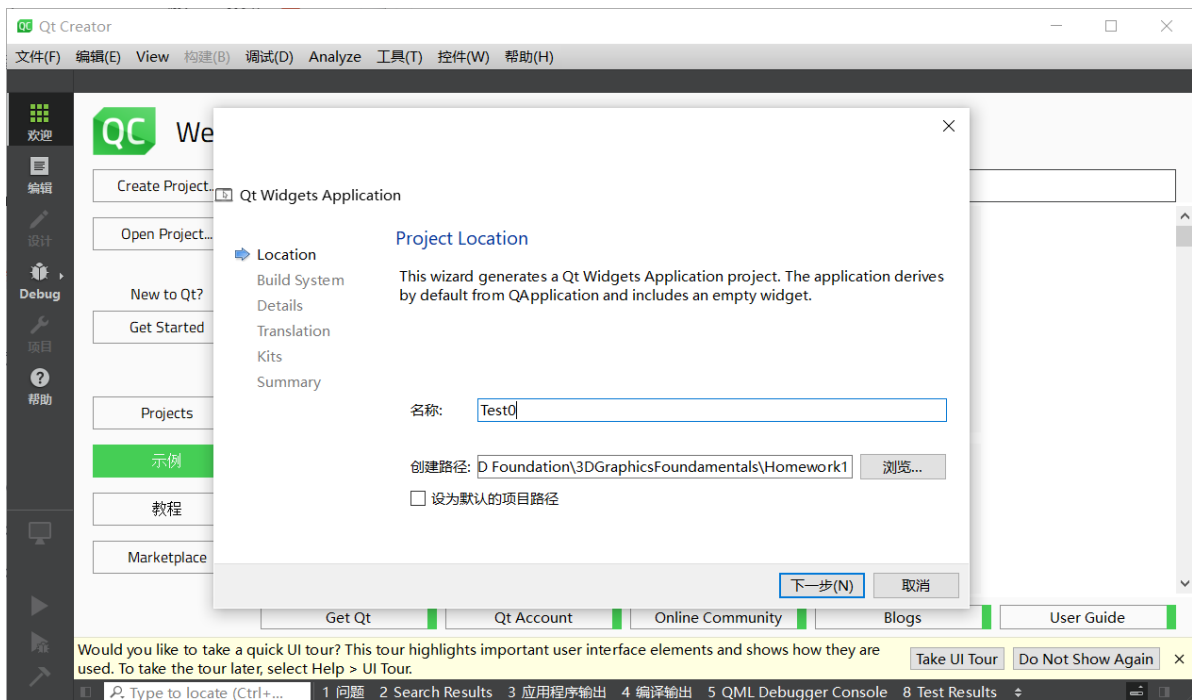 QC Qt Creator
文件(F) 编辑(E) View 构建(B) 调试(D) Analyze 工具(T) 控件(W) 帮助(H)
欢迎
编辑
设计
Debug
项目
帮助
QC We
Create Project...
Open Project...
New to Qt?
Get Started
Projects
示例
教程
Marketplace
Qt Widgets Application
Location
Build System
Details
Translation
Kits
Summary
Project Location
This wizard generates a Qt Widgets Application project. The application derives
by default from QApplication and includes an empty widget.
名称: Test0
创建路径: D Foundation\3DGraphicsFundamentals\Homework1 浏览...
设为默认的项目路径
下一步(N) 取消
Get Qt Qt Account Online Community Blogs User Guide
Would you like to take a quick UI tour? This tour highlights important user interface elements and shows how they are
used. To take the tour later, select Help > UI Tour.
Take UI Tour Do Not Show Again
Type to locate (Ctrl+... 1 问题 2 Search Results 3 应用程序输出 4 编译输出 5 QML Debugger Console 8 Test Results